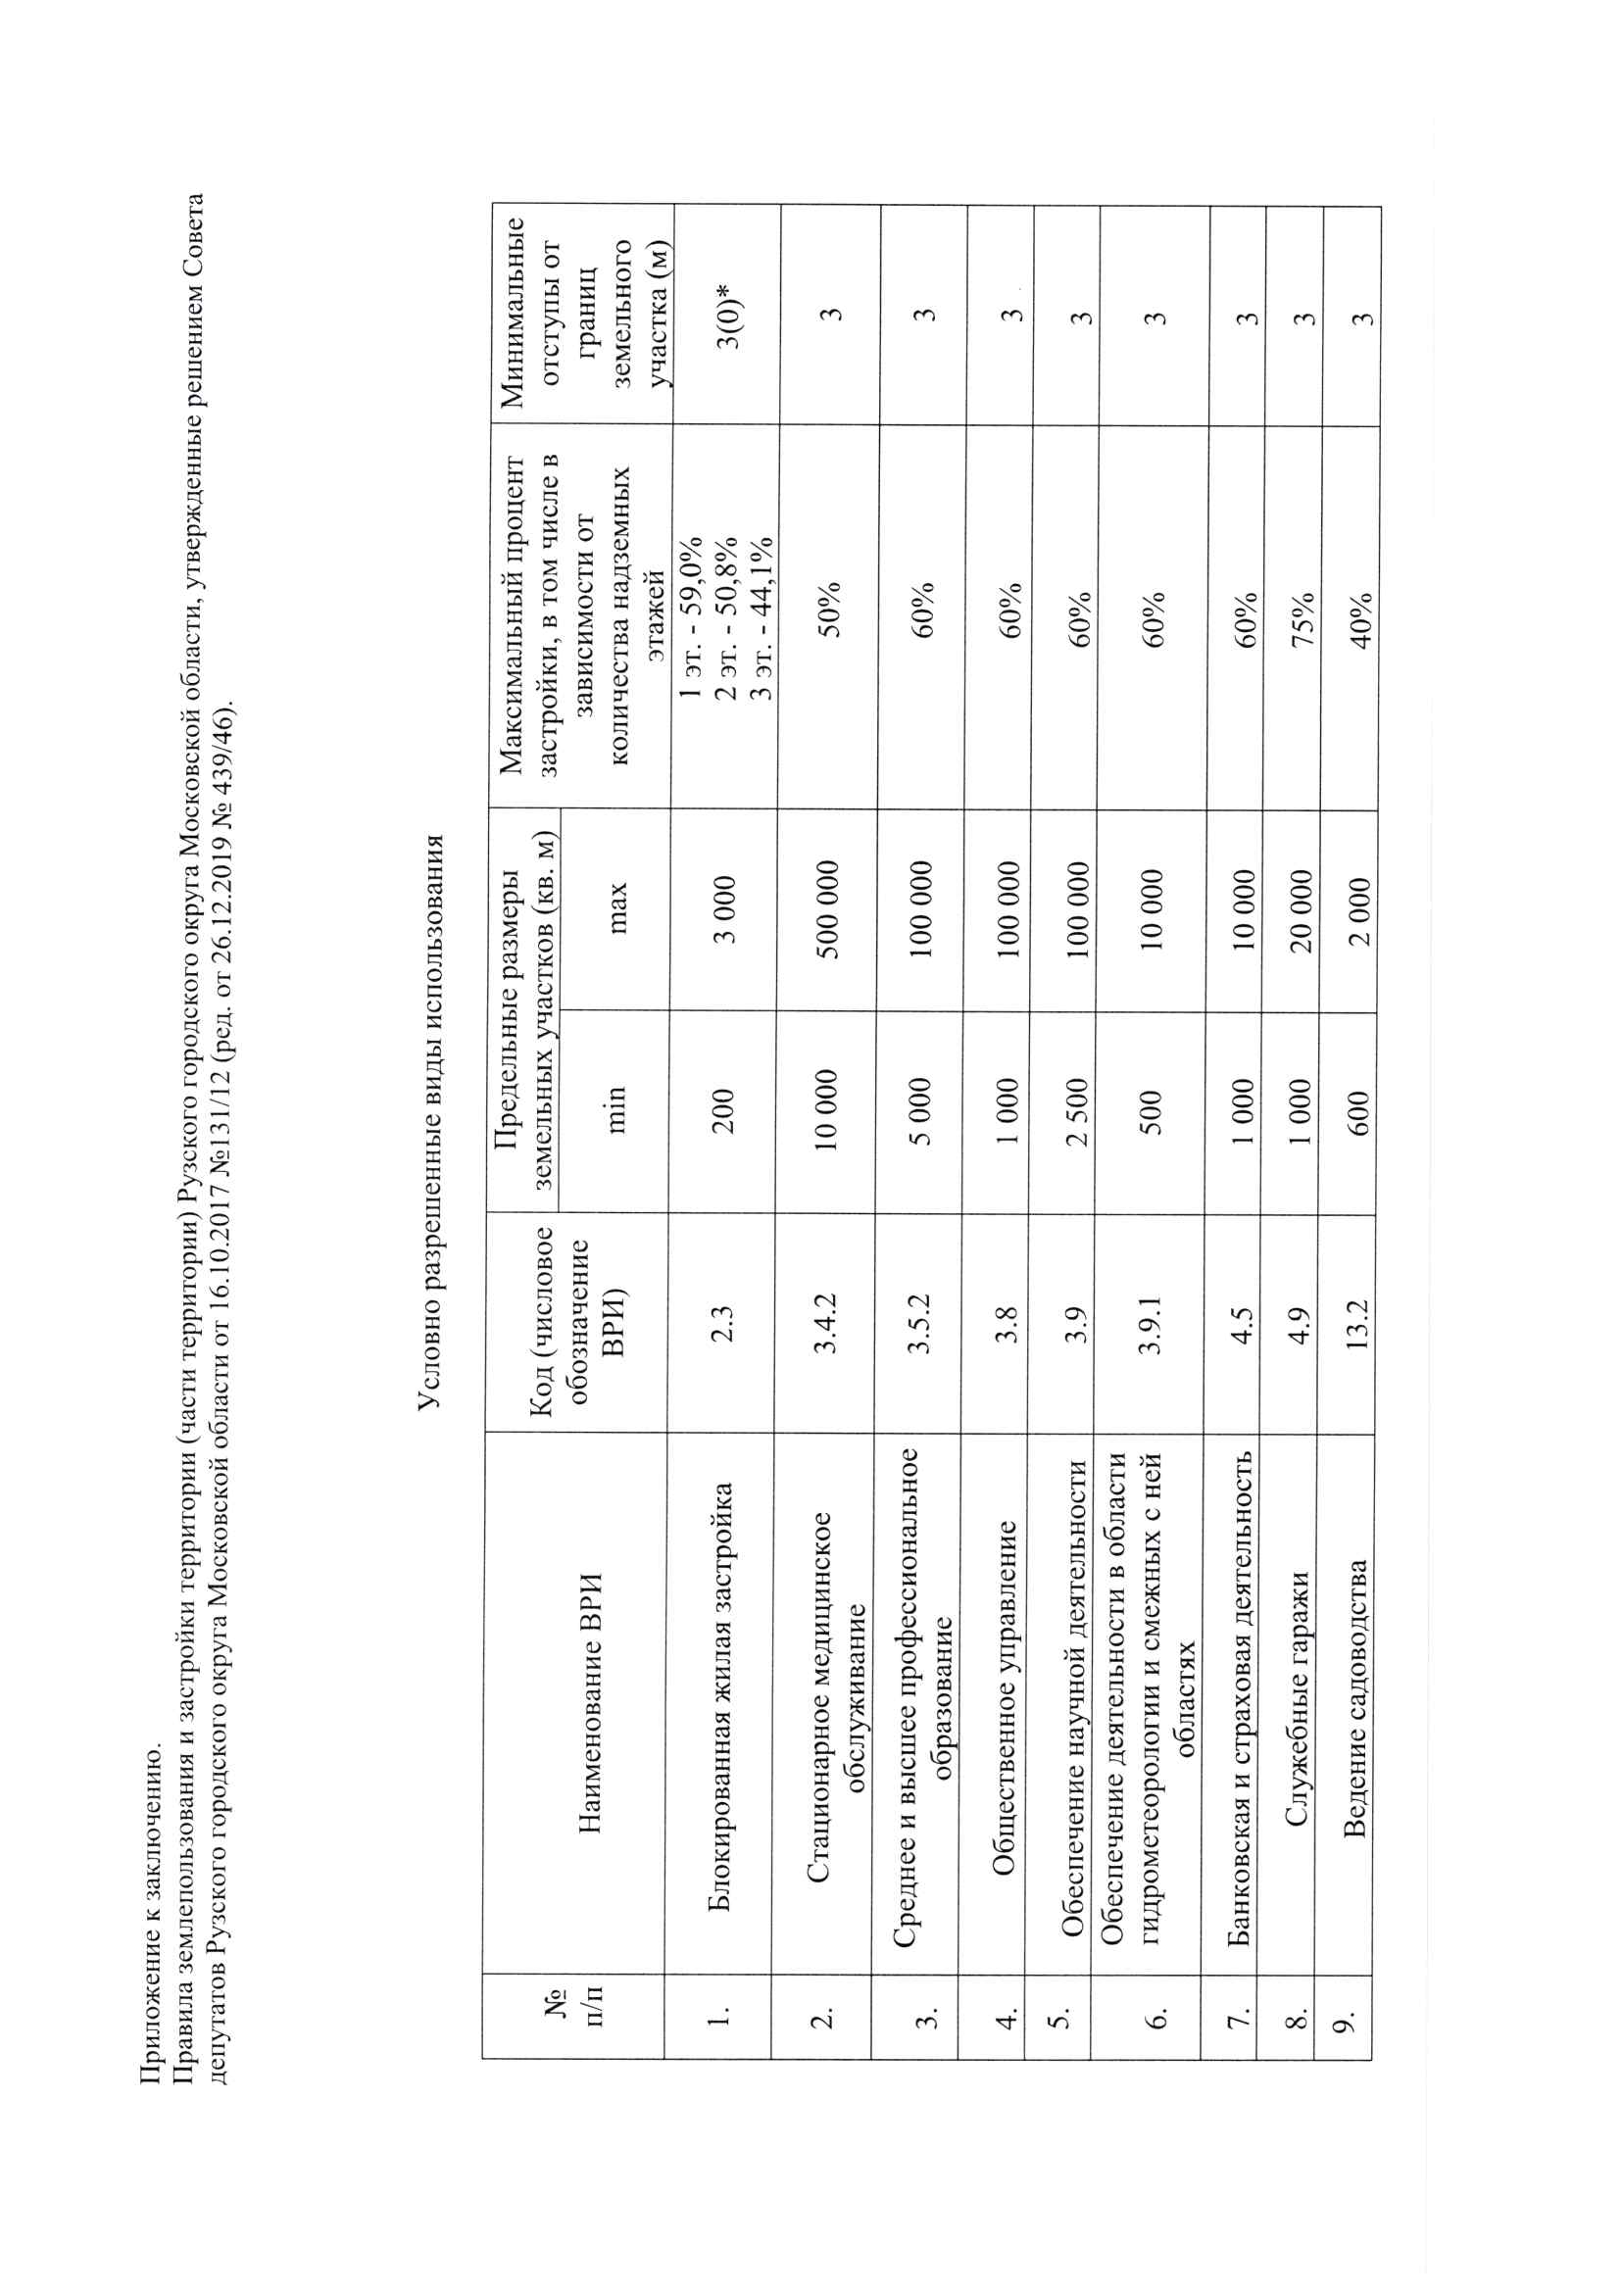 Приложение к заключению.
Правила землепользования и застройки территории (части территории) Рузского городского округа Московской области, утвержденные решением Совета
депутатов Рузского городского округа Московской области от 16.10.2017 №131/12 (ред. от 26.12.2019 № 439/46).
Условно разрешенные виды использования
№
п/п
Наименование ВРИ
Код (числовое
обозначение
ВРИ)
Предельные размеры
земельных участков (кв. м)
min
max
Максимальный процент
застройки, в том числе в
зависимости от
количества надземных
этажей
Минимальные
отступы от
границ
земельного
участка (м)
1.
Блокированная жилая застройка
2.3
200
3 000
1 эт. - 59,0%
2 эт. - 50,8%
3 эт. - 44,1%
3(0)*
2.
Стационарное медицинское
обслуживание
3.4.2
10 000
500 000
50%
3
3.
Среднее и высшее профессиональное
образование
3.5.2
5 000
100 000
60%
3
4.
Общественное управление
3.8
1 000
100 000
60%
3
5.
Обеспечение научной деятельности
3.9
2 500
100 000
60%
3
6.
Обеспечение деятельности в области
гидрометеорологии и смежных с ней
областях
3.9.1
500
10 000
60%
3
7.
Банковская и страховая деятельность
4.5
1 000
10 000
60%
3
8.
Служебные гаражи
4.9
1 000
20 000
75%
3
9.
Ведение садоводства
13.2
600
2 000
40%
3